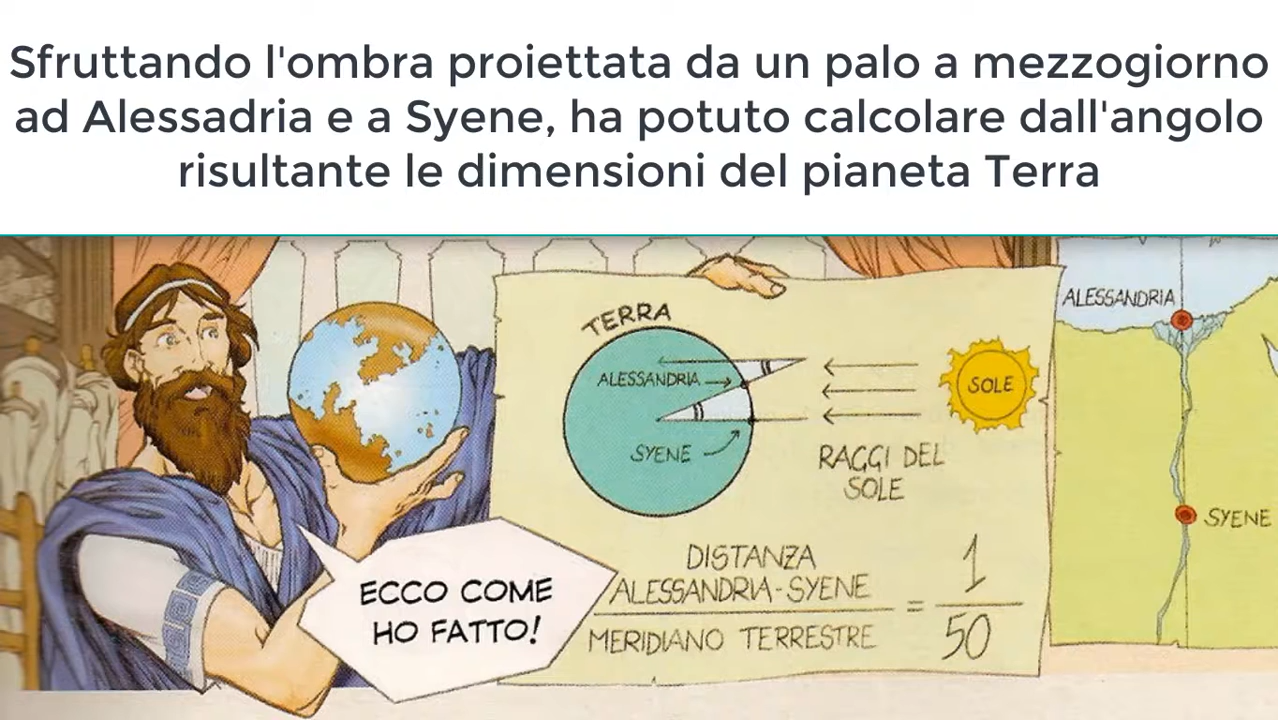 Sfruttando l'ombra proiettata da un palo a mezzogiorno
ad Alessadria e a Syene, ha potuto calcolare dall'angolo
risultante le dimensioni del pianeta Terra
TERRA
ALESSANDRIA
SYENE
SOLE
RAGGI DEL
SOLE
DISTANZA
ALESSANDRIA-SYENE
MERIDIANO TERRESTRE
=
1
50
ECCO COME
HO FATTO!
ALESSANDRIA
SYENE